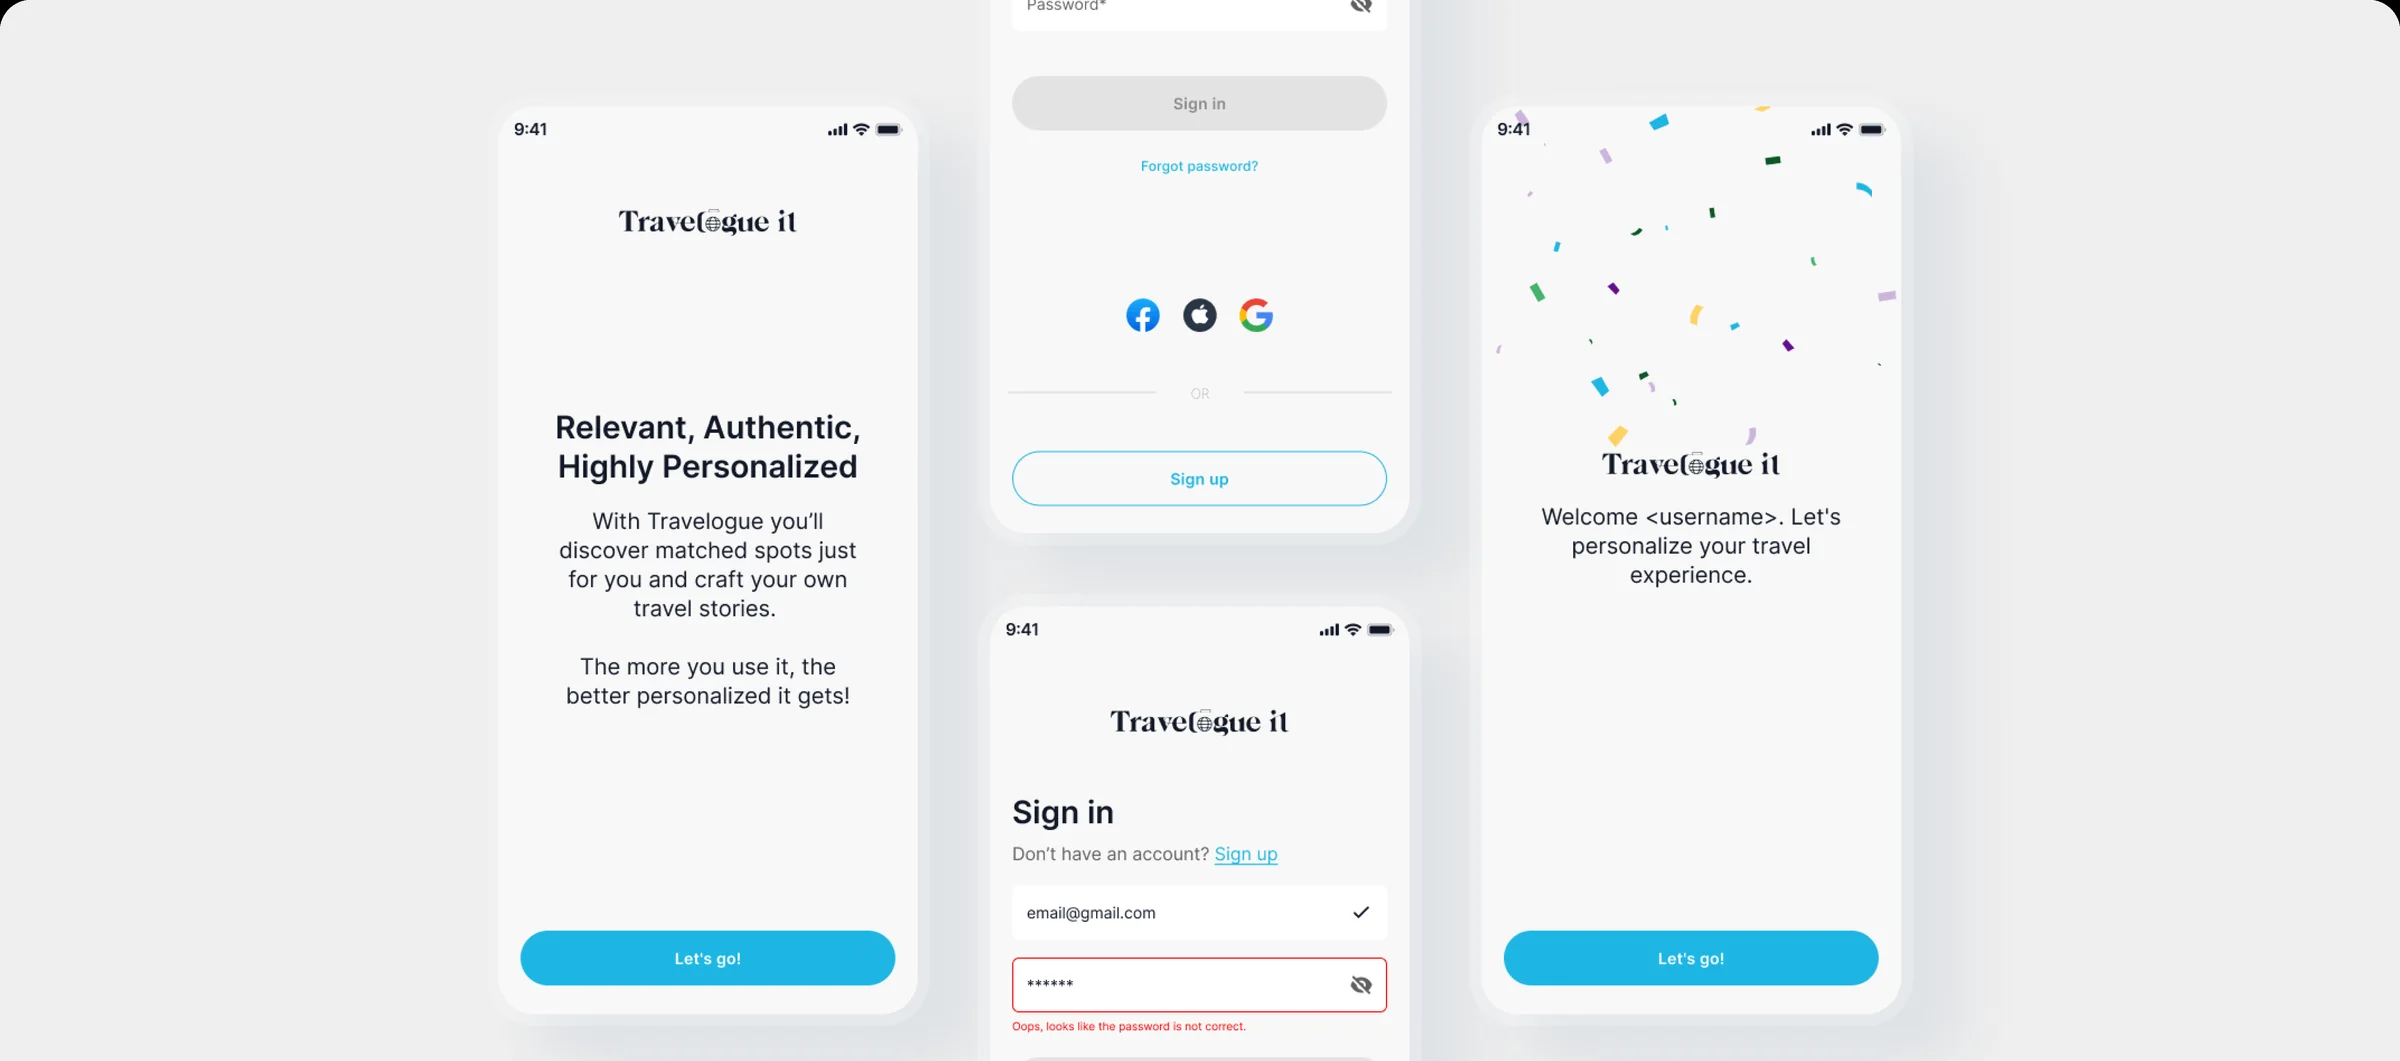 9:41
Travelogue it
Relevant, Authentic,
Highly Personalized
With Travelogue you’ll
discover matched spots just
for you and craft your own
travel stories.
The more you use it, the
better personalized it gets!
Let's go!
Password*
Sign in
Forgot password?
OR
Sign up
9:41
Travelogue it
Sign in
Don’t have an account? Sign up
email@gmail.com
******
Oops, looks like the password is not correct.
9:41
Travelogue it
Welcome <username>. Let's
personalize your travel
experience.
Let's go!